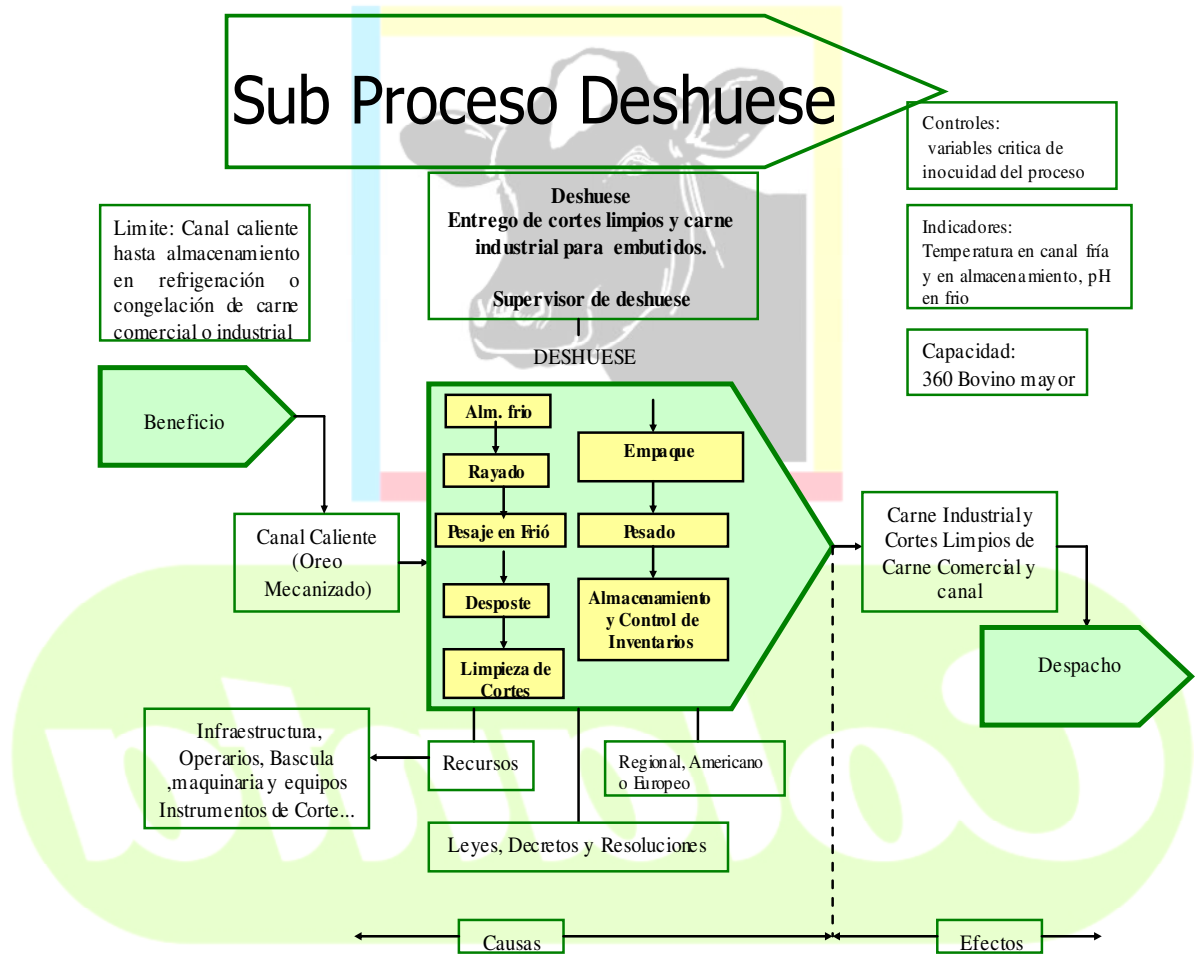 Sub Proceso Deshuese
Controles:
variables critica de
inocuidad del proceso
Deshuese
Entrego de cortes limpios y carne
industrial para embutidos.
Supervisor de deshuese
Limite: Canal caliente
hasta almacenamiento
en refrigeración o
congelación de carne
comercial o industrial
Indicadores:
Temperatura en canal fría
y en almacenamiento, pH
en frio
Capacidad:
360 Bovino mayor
DESHUESE
Beneficio
Canal Caliente
(Oreo
Mecanizado)
Alm. frio
Rayado
Pesaje en Frió
Desposte
Limpieza de
Cortes
Empaque
Pesado
Almacenamiento
y Control de
Inventarios
Carne Industrial y
Cortes Limpios de
Carne Comercial y
canal
Despacho
Infraestructura,
Operarios, Bascula
,maquinaria y equipos
Instrumentos de Corte...
Recursos
Regional, Americano
o Europeo
Leyes, Decretos y Resoluciones
Causas
Efectos